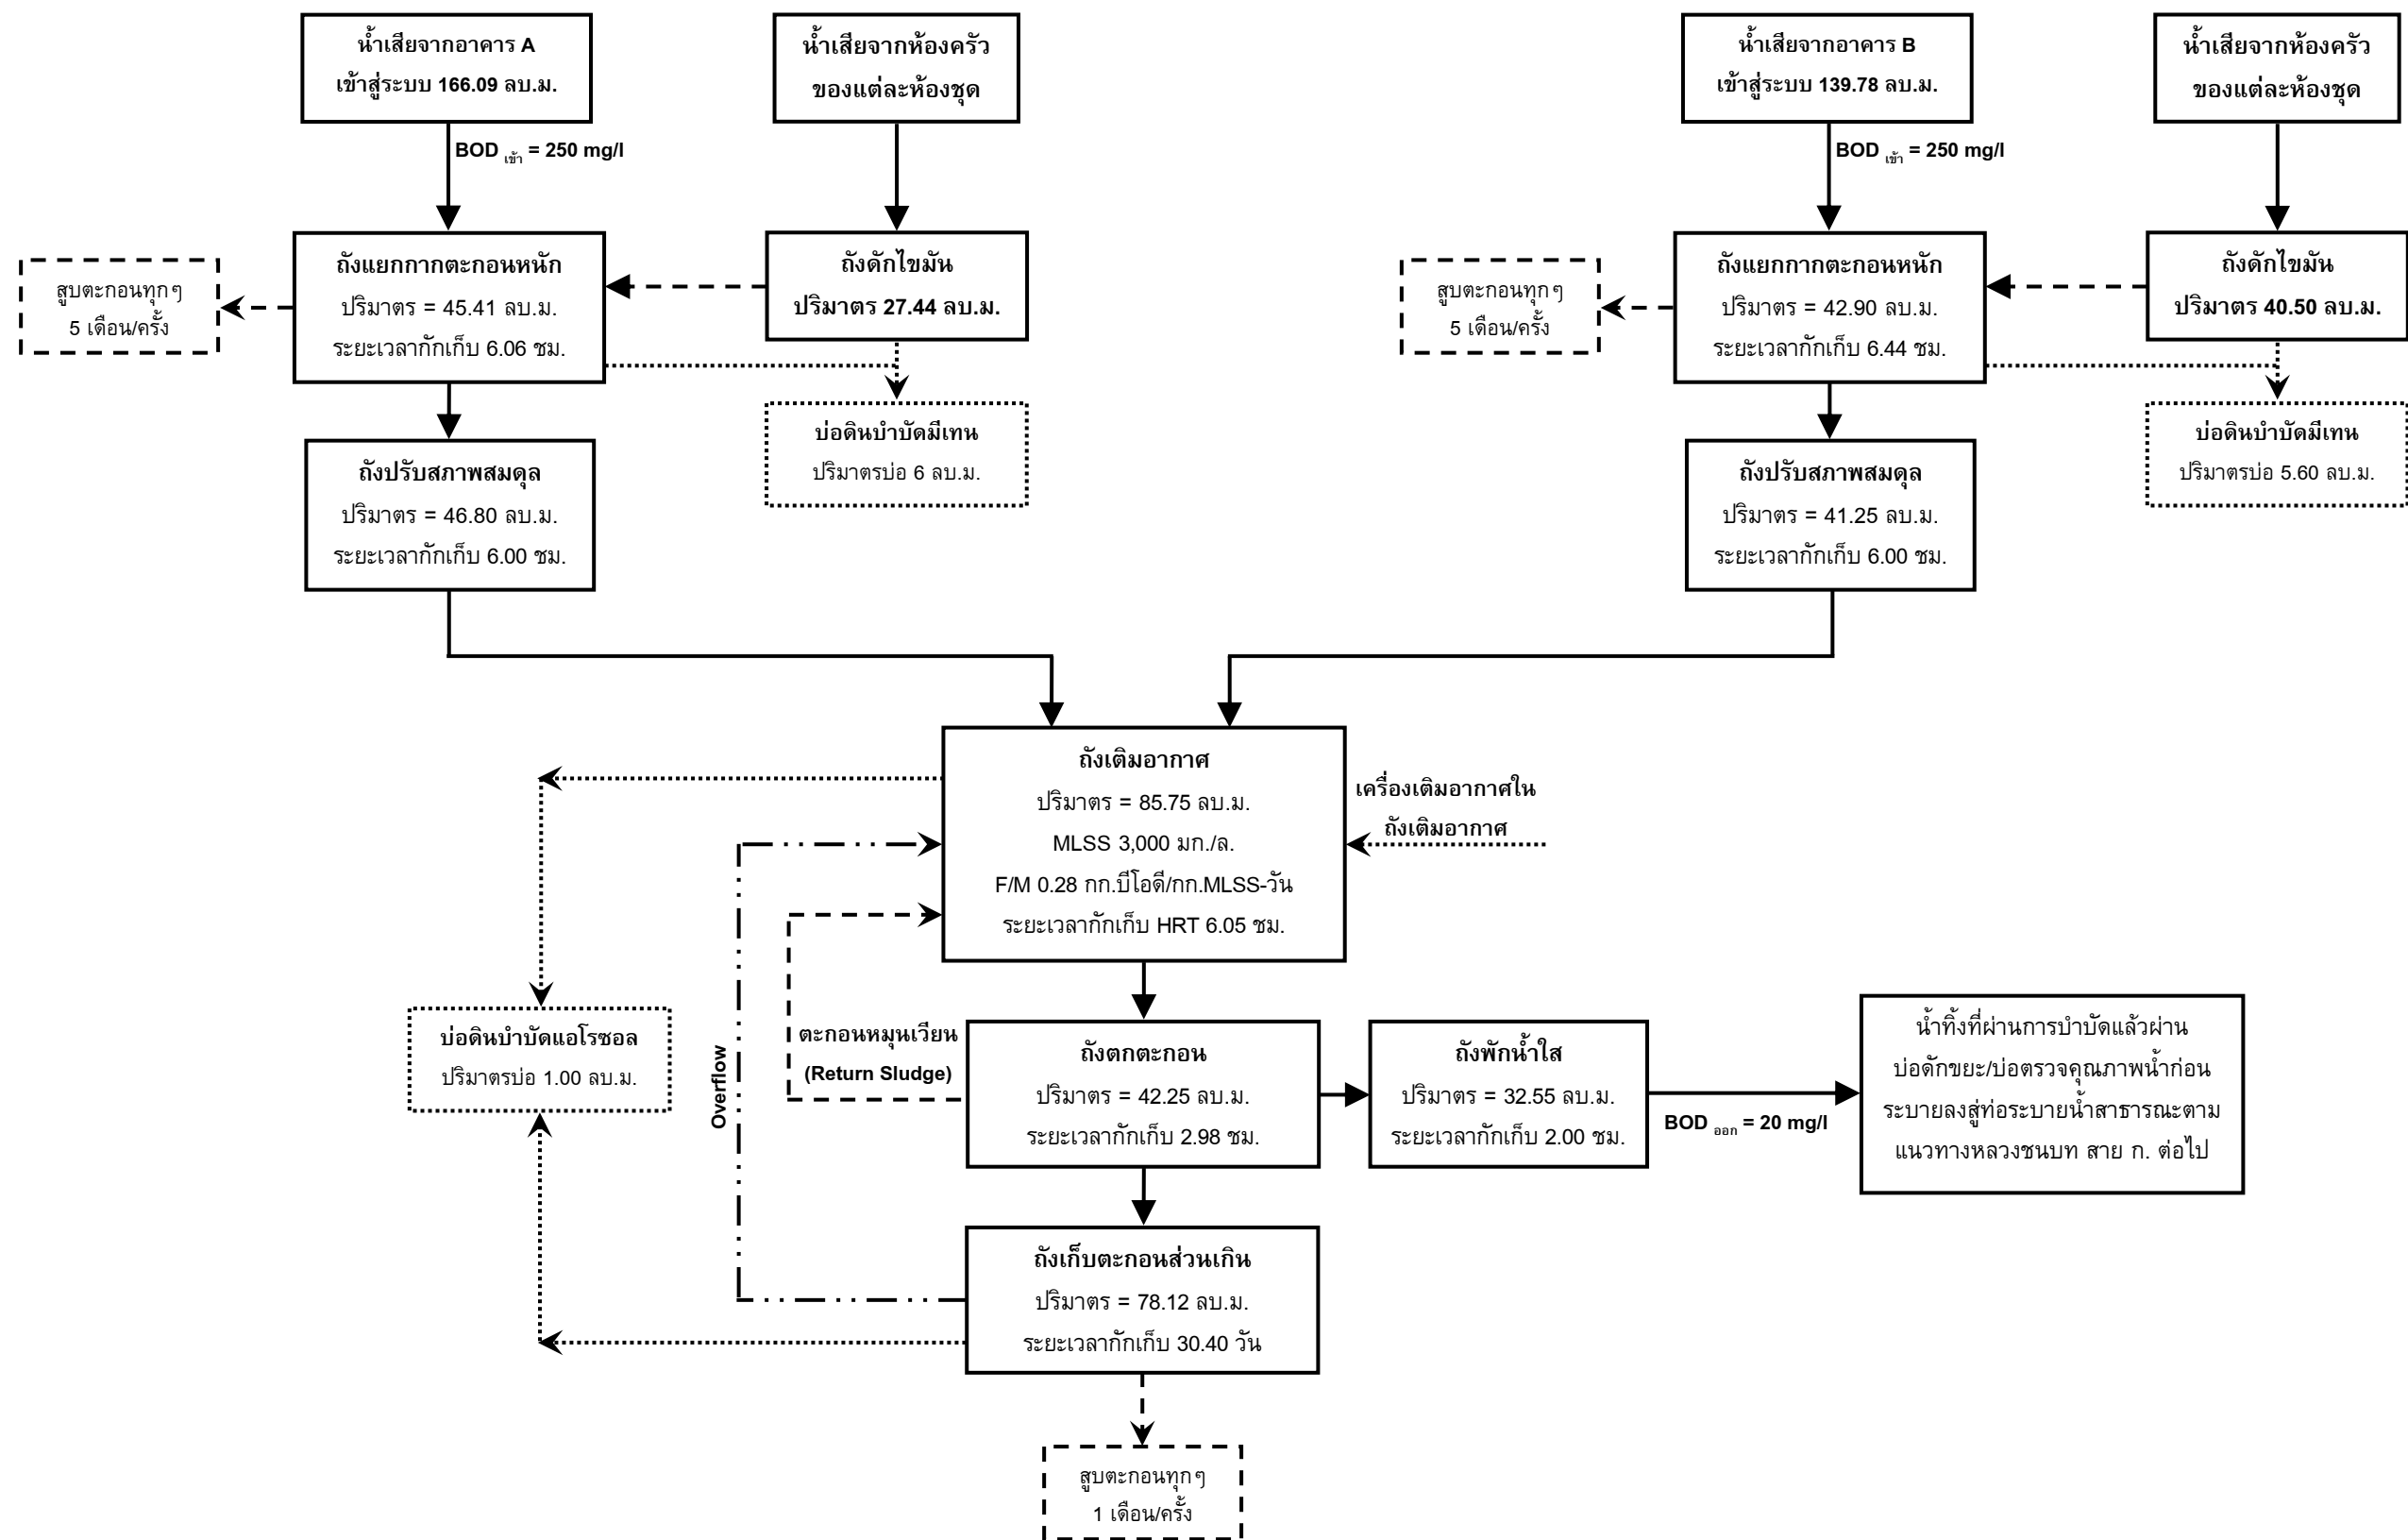 น้ำเสียจากอาคาร A
เข้าสู่ระบบ 166.09 ลบ.ม.
น้ำเสียจากห้องครัว
ของแต่ละห้องชุด
น้ำเสียจากอาคาร B
เข้าสู่ระบบ 139.78 ลบ.ม.
น้ำเสียจากห้องครัว
ของแต่ละห้องชุด
BOD เข้า = 250 mg/l
BOD เข้า = 250 mg/l
สูบตะกอนทุกๆ
5 เดือน/ครั้ง
ถังแยกกากตะกอนหนัก
ปริมาตร = 45.41 ลบ.ม.
ระยะเวลากักเก็บ 6.06 ชม.
ถังดักไขมัน
ปริมาตร 27.44 ลบ.ม.
สูบตะกอนทุกๆ
5 เดือน/ครั้ง
ถังแยกกากตะกอนหนัก
ปริมาตร = 42.90 ลบ.ม.
ระยะเวลากักเก็บ 6.44 ชม.
ถังดักไขมัน
ปริมาตร 40.50 ลบ.ม.
บ่อดินบำบัดมีเทน
ปริมาตรบ่อ 6 ลบ.ม.
บ่อดินบำบัดมีเทน
ปริมาตรบ่อ 5.60 ลบ.ม.
ถังปรับสภาพสมดุล
ปริมาตร = 46.80 ลบ.ม.
ระยะเวลากักเก็บ 6.00 ชม.
ถังปรับสภาพสมดุล
ปริมาตร = 41.25 ลบ.ม.
ระยะเวลากักเก็บ 6.00 ชม.
ถังเติมอากาศ
ปริมาตร = 85.75 ลบ.ม.
MLSS 3,000 มก./ล.
F/M 0.28 กก.บีโอดี/กก.MLSS-วัน
ระยะเวลากักเก็บ HRT 6.05 ชม.
เครื่องเติมอากาศใน
ถังเติมอากาศ
บ่อดินบำบัดแอโรซอล
ปริมาตรบ่อ 1.00 ลบ.ม.
Overflow
ตะกอนหมุนเวียน
(Return Sludge)
ถังตกตะกอน
ปริมาตร = 42.25 ลบ.ม.
ระยะเวลากักเก็บ 2.98 ชม.
ถังพักน้ำใส
ปริมาตร = 32.55 ลบ.ม.
ระยะเวลากักเก็บ 2.00 ชม.
BOD ออก = 20 mg/l
น้ำทิ้งที่ผ่านการบำบัดแล้วผ่าน
บ่อดักขยะ/บ่อตรวจคุณภาพน้ำก่อน
ระบายลงสู่ท่อระบายน้ำสาธารณะตาม
แนวทางหลวงชนบท สาย ก. ต่อไป
ถังเก็บตะกอนส่วนเกิน
ปริมาตร = 78.12 ลบ.ม.
ระยะเวลากักเก็บ 30.40 วัน
สูบตะกอนทุกๆ
1 เดือน/ครั้ง